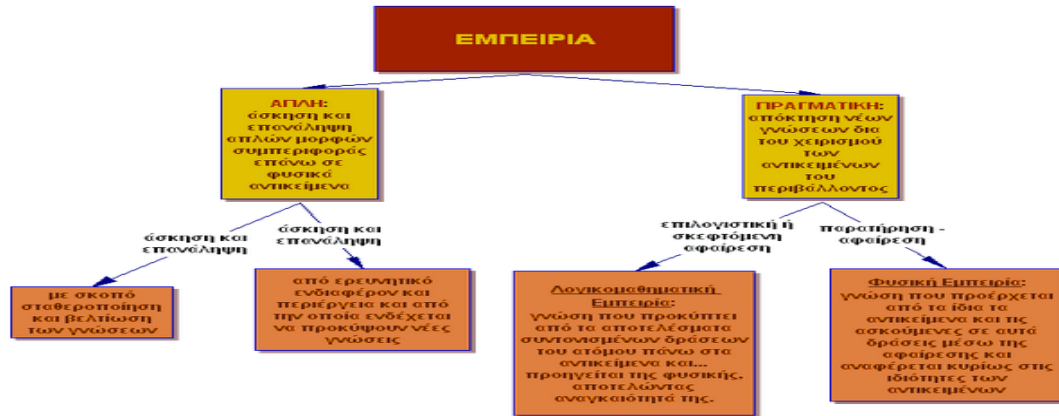 ΕΜΠΕΙΡΙΑ
ΑΠΛΗ:
άσκηση και
επανάληψη
απλών μορφών
συμπεριφοράς
επάνω σε
φυσικά
αντικείμενα
ΠΡΑΓΜΑΤΙΚΗ:
απόκτηση νέων
γνώσεων δια
του χειρισμού
των
αντικειμένων
του
περιβάλλοντος
άσκηση και
επανάληψη
άσκηση και
επανάληψη
επιλογιστική ή
σκεφτόμενη
αφαίρεση
παρατήρηση -
αφαίρεση
με σκοπό
σταθεροποίηση
και βελτίωση
των γνώσεων
από ερευνητικό
ενδιαφέρον και
περιέργεια και από
την οποία ενδέχεται
να προκύψουν νέες
γνώσεις
Λογικομαθηματική
Εμπειρία:
γνώση που προκύπτει
από τα αποτελέσματα
συντονισμένων δράσεων
του ατόμου πάνω στα
αντικείμενα και...
προηγείται της φυσικής,
αποτελώντας
αναγκαιότητά της.
Φυσική Εμπειρία:
γνώση που προέρχεται
από τα ίδια τα
αντικείμενα και τις
ασκούμενες σε αυτά
δράσεις μέσω της
αφαίρεσης και
αναφέρεται κυρίως στις
ιδιότητες των
αντικειμένων